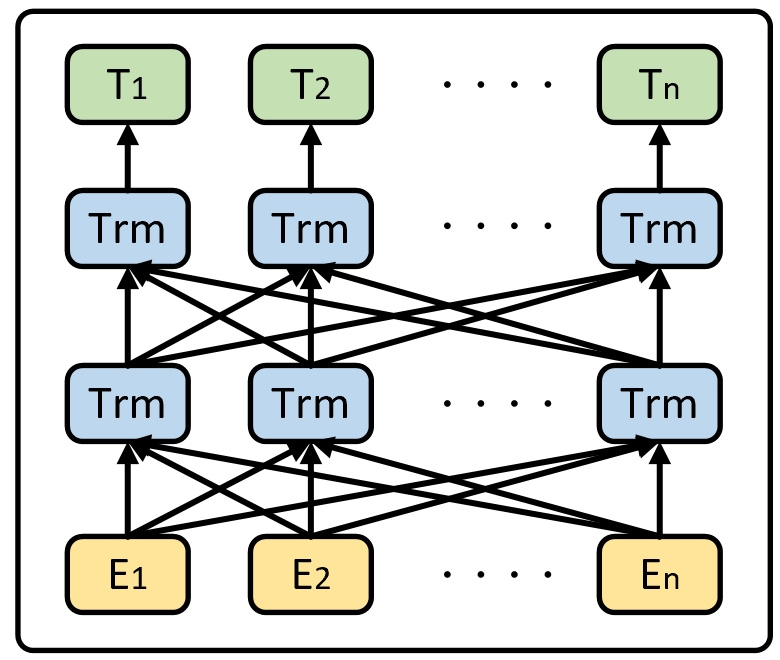 T1 T2 . . . . Tn
Trm Trm . . . . Trm
Trm Trm . . . . Trm
E1 E2 . . . . En